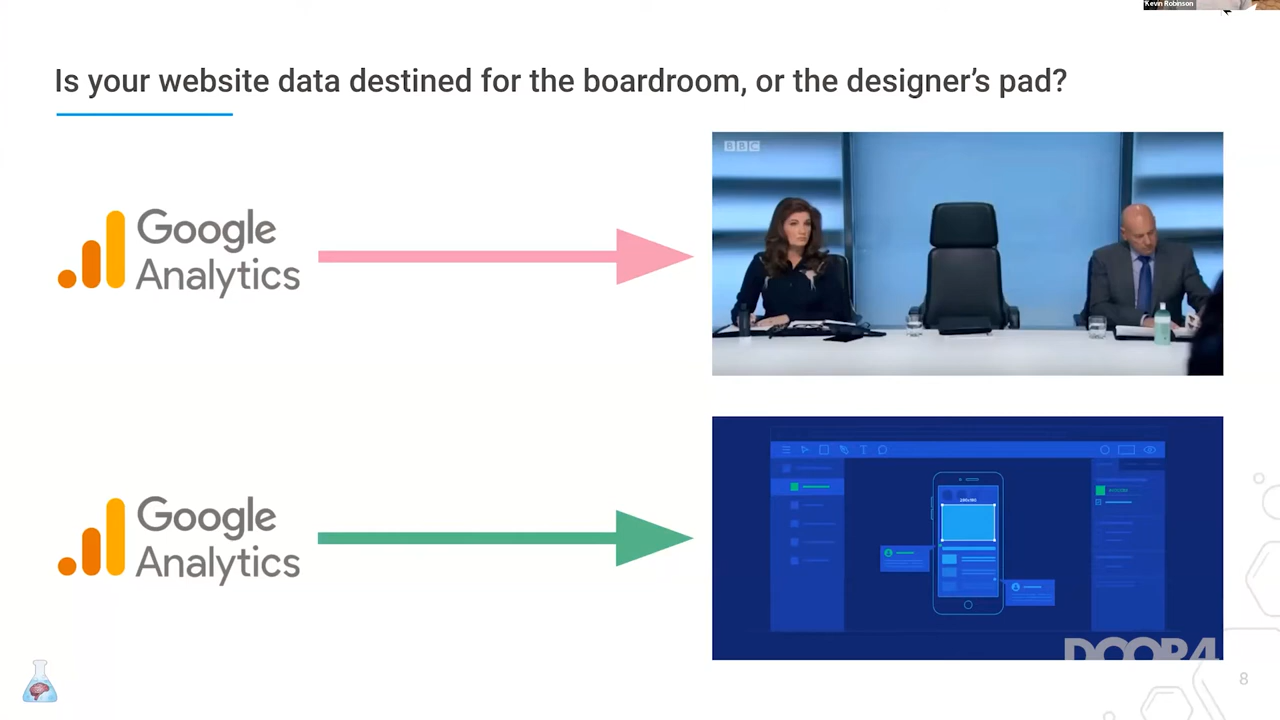 Kevin Robinson
Is your website data destined for the boardroom, or the designer's pad?
BBC
Google
Analytics
Google
Analytics
DOOR4
8